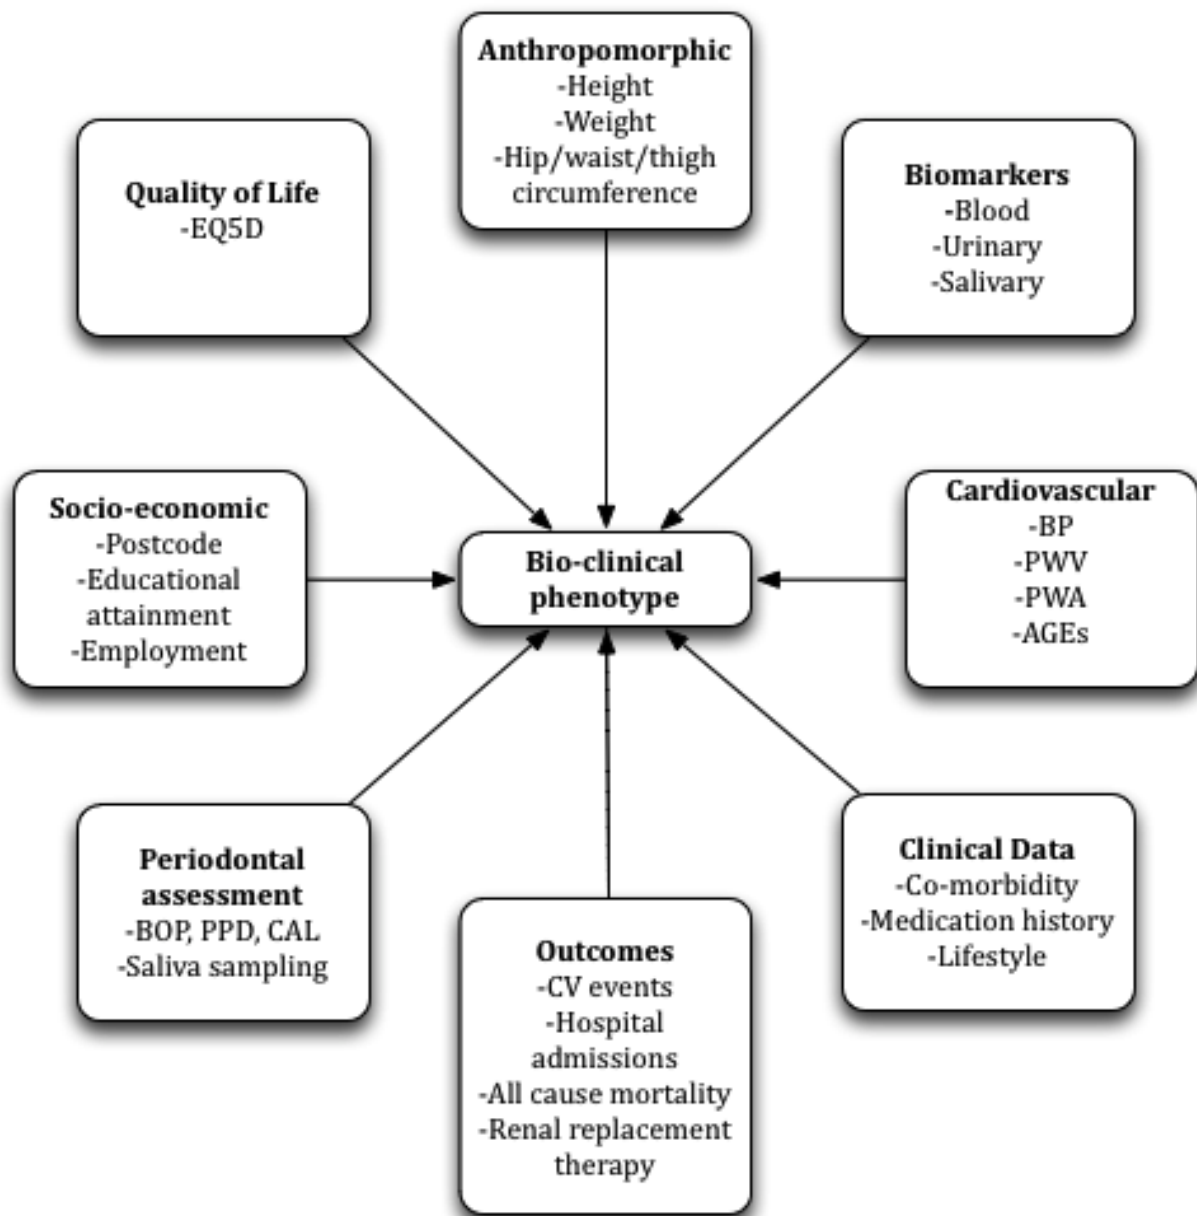 Anthropomorphic
-Height
-Weight
-Hip/waist/thigh
circumference
Quality of Life
-EQ5D
Biomarkers
-Blood
-Urinary
-Salivary
Socio-economic
-Postcode
-Educational
attainment
-Employment
Bio-clinical
phenotype
Cardiovascular
-BP
-PWV
-PWA
-AGEs
Periodontal
assessment
-BOP, PPD, CAL
-Saliva sampling
Outcomes
-CV events
-Hospital
admissions
-All cause mortality
-Renal replacement
therapy
Clinical Data
-Co-morbidity
-Medication history
-Lifestyle